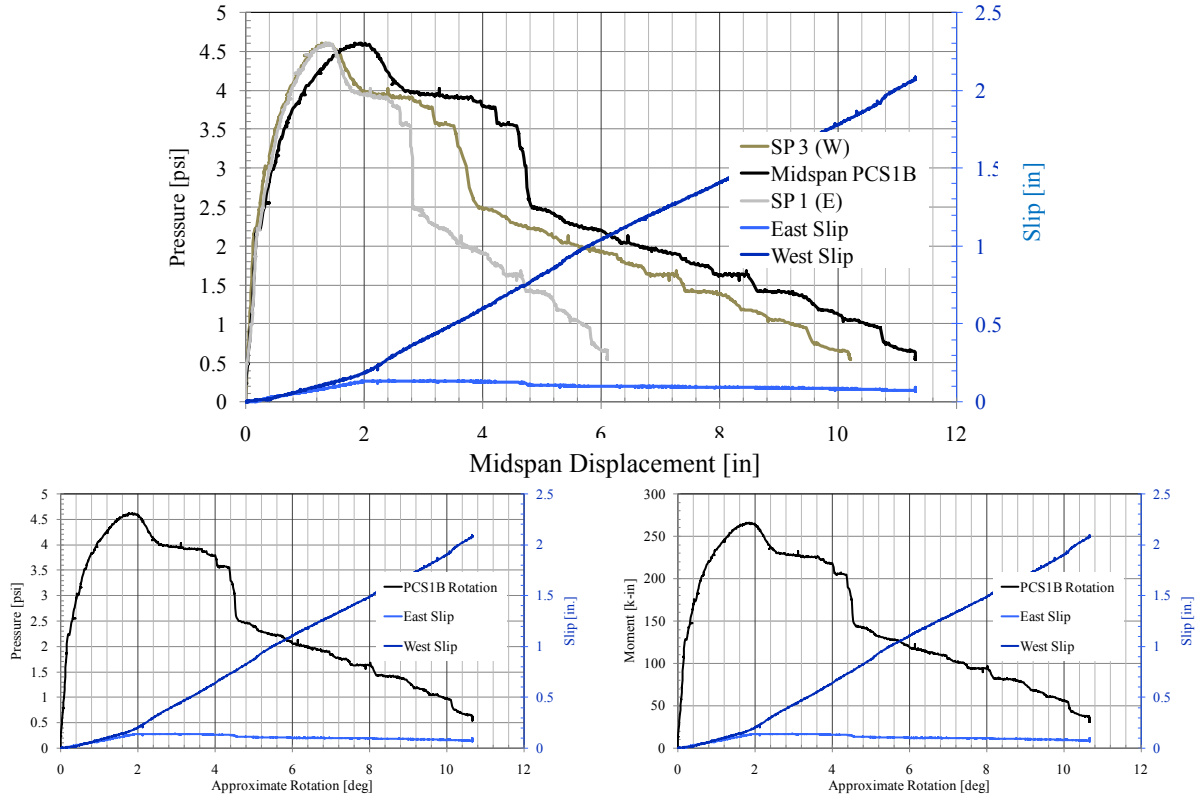 5
4.5
4
3.5
3
2.5
2
1.5
1
0.5
0
Pressure [psi]
2.5
2
1.5
1
0.5
0
Slip [in]
SP 3 (W)
Midspan PCS1B
SP 1 (E)
East Slip
West Slip
0 2 4 6 8 10 12
Midspan Displacement [in]
5
4.5
4
3.5
3
2.5
2
1.5
1
0.5
0
Pressure [psi]
2.5
2
1.5
1
0.5
0
Slip [in.]
PCS1B Rotation
East Slip
West Slip
0 2 4 6 8 10 12
Approximate Rotation [deg]
300
250
200
150
100
50
0
Moment [k-in]
2.5
2
1.5
1
0.5
0
Slip [in.]
PCS1B Rotation
East Slip
West Slip
0 2 4 6 8 10 12
Approximate Rotation [deg]